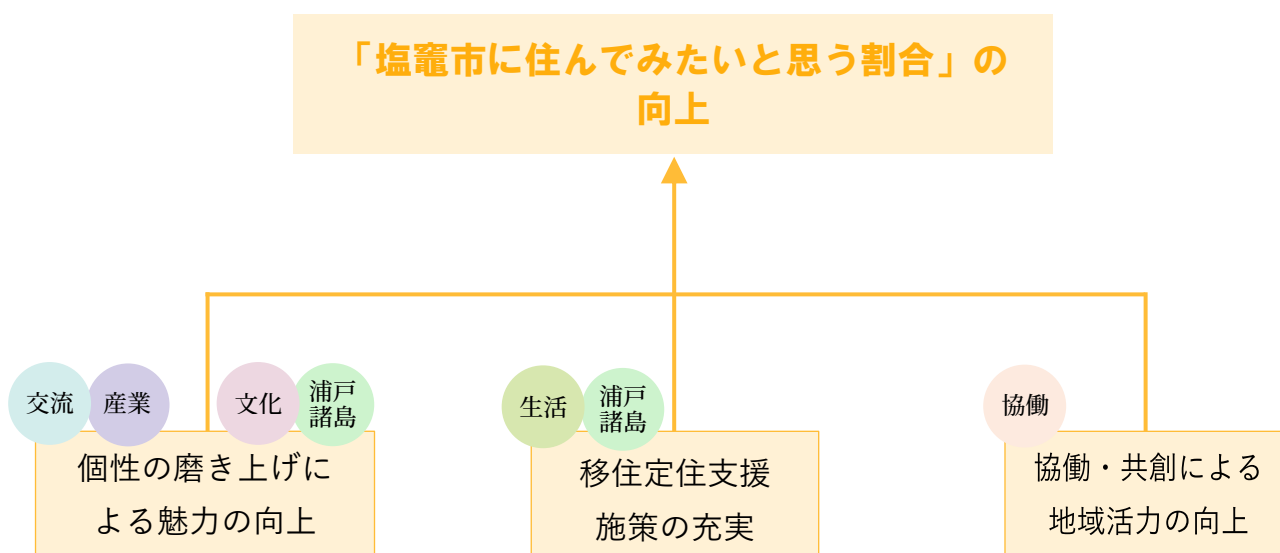 「塩竈市に住んでみたいと思う割合」の
向上
交流
産業
文化
浦戸
諸島
個性の磨き上げに
よる魅力の向上
生活
浦戸
諸島
移住定住支援
施策の充実
協働
協働・共創による
地域活力の向上